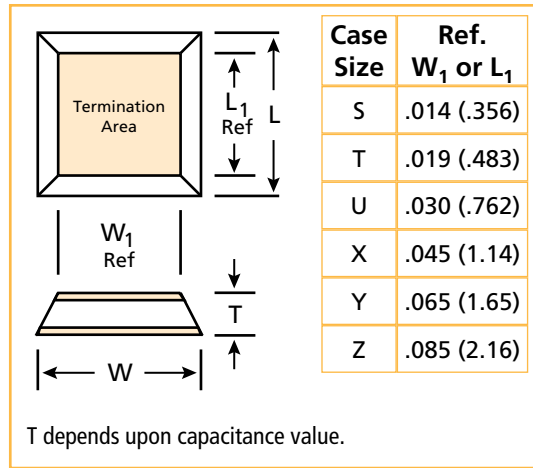 Termination
Area
L1
Ref
L
W1
Ref
T
W
Case Size Ref. W1 or L1
S .014 (.356)
T .019 (.483)
U .030 (.762)
X .045 (1.14)
Y .065 (1.65)
Z .085 (2.16)
T depends upon capacitance value.